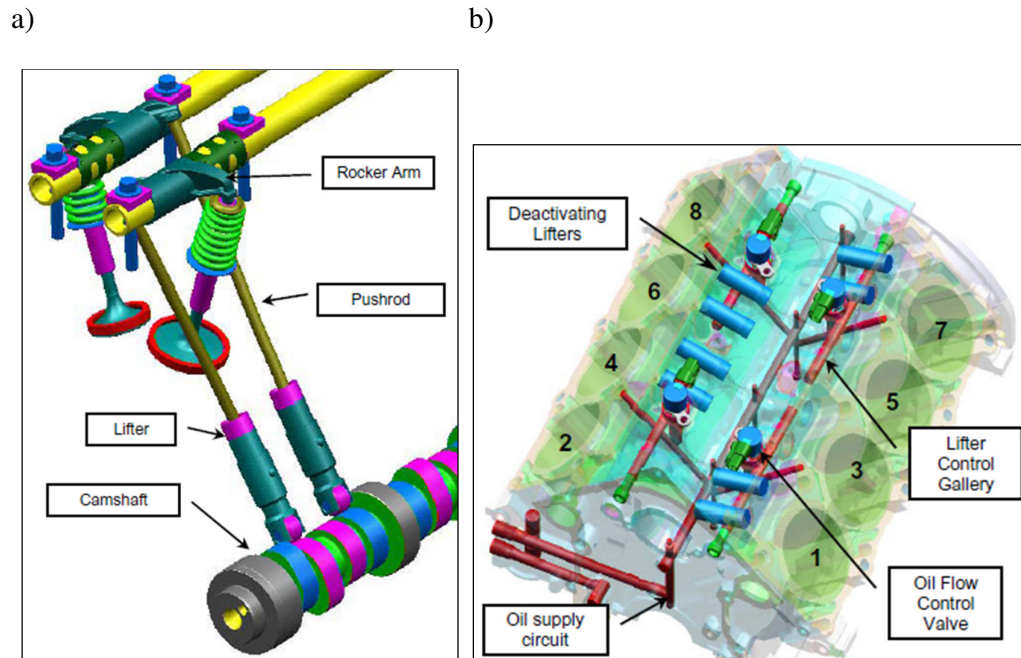 a)
b)
Rocker Arm
Pushrod
Lifter
Camshaft
Deactivating
Lifters
8
6
4
2
7
5
3
1
Lifter
Control
Gallery
Oil Flow
Control
Valve
Oil supply
circuit